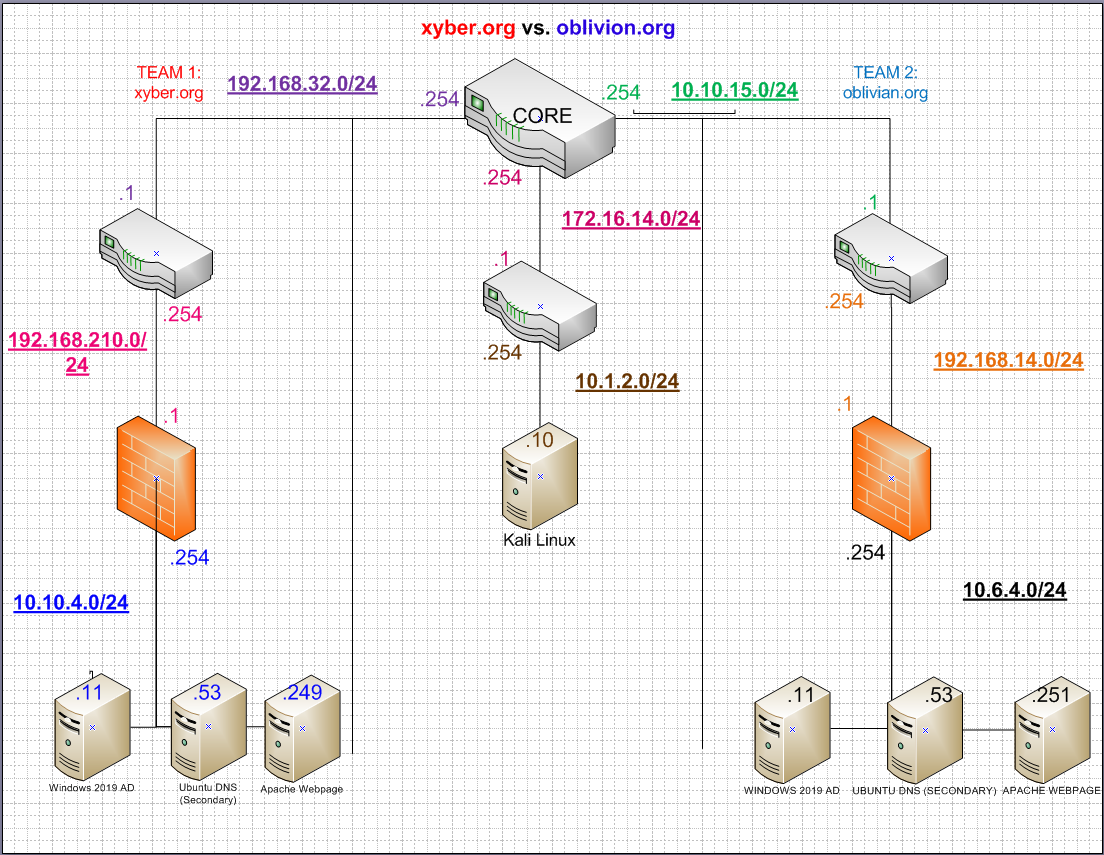 xyber.org vs. oblivion.org
TEAM 1:
xyber.org
192.168.32.0/24
.254
CORE
.254
10.10.15.0/24
TEAM 2:
oblivian.org
.254
.1
172.16.14.0/24
.1
.1
.254
.254
.254
192.168.210.0/
24
10.1.2.0/24
192.168.14.0/24
.1
.10
.1
Kali Linux
.254
.254
10.10.4.0/24
10.6.4.0/24
.11
.53
.249
.11
.53
.251
Windows 2019 AD
Ubuntu DNS
(Secondary)
Apache Webpage
WINDOWS 2019 AD
UBUNTU DNS (SECONDARY)
APACHE WEBPAGE